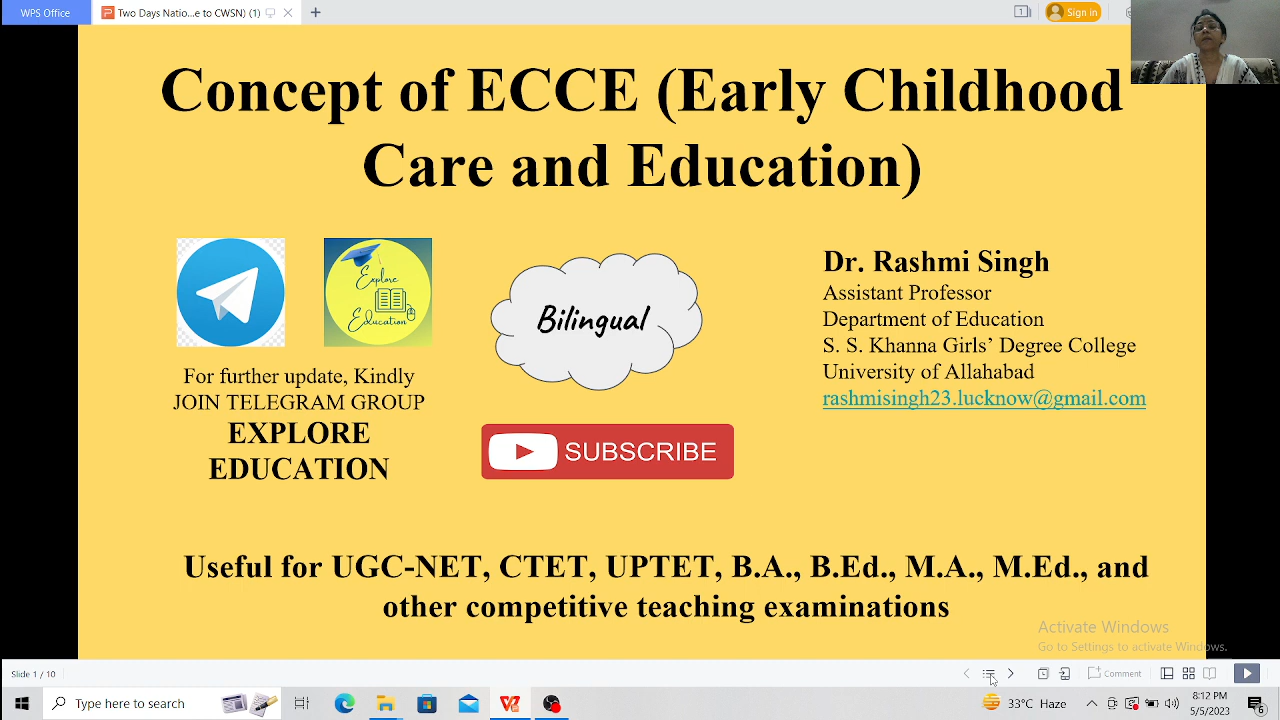 WPS Office
Two Days Natio...e to CWSN) (1)
1
Sign in
Concept of ECCE (Early Childhood
Care and Education)
Explore
Education
For further update, Kindly
JOIN TELEGRAM GROUP
EXPLORE
EDUCATION
Bilingual
SUBSCRIBE
Dr. Rashmi Singh
Assistant Professor
Department of Education
S. S. Khanna Girls' Degree College
University of Allahabad
rashmisingh23.lucknow@gmail.com
Useful for UGC-NET, CTET, UPTET, B.A., B.Ed., M.A., M.Ed., and
other competitive teaching examinations
Activate Windows
Go to Settings to activate Windows.
Slide 1 / 10
Comment
Type here to search
33°C Haze
8:12 PM
5/5/2023
6